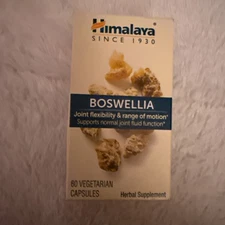 Himalaya
SINCE 1930
BOSWELLIA
Joint flexibility & range of motion*
Supports normal joint fluid function*
60 VEGETARIAN
CAPSULES
Herbal Supplement